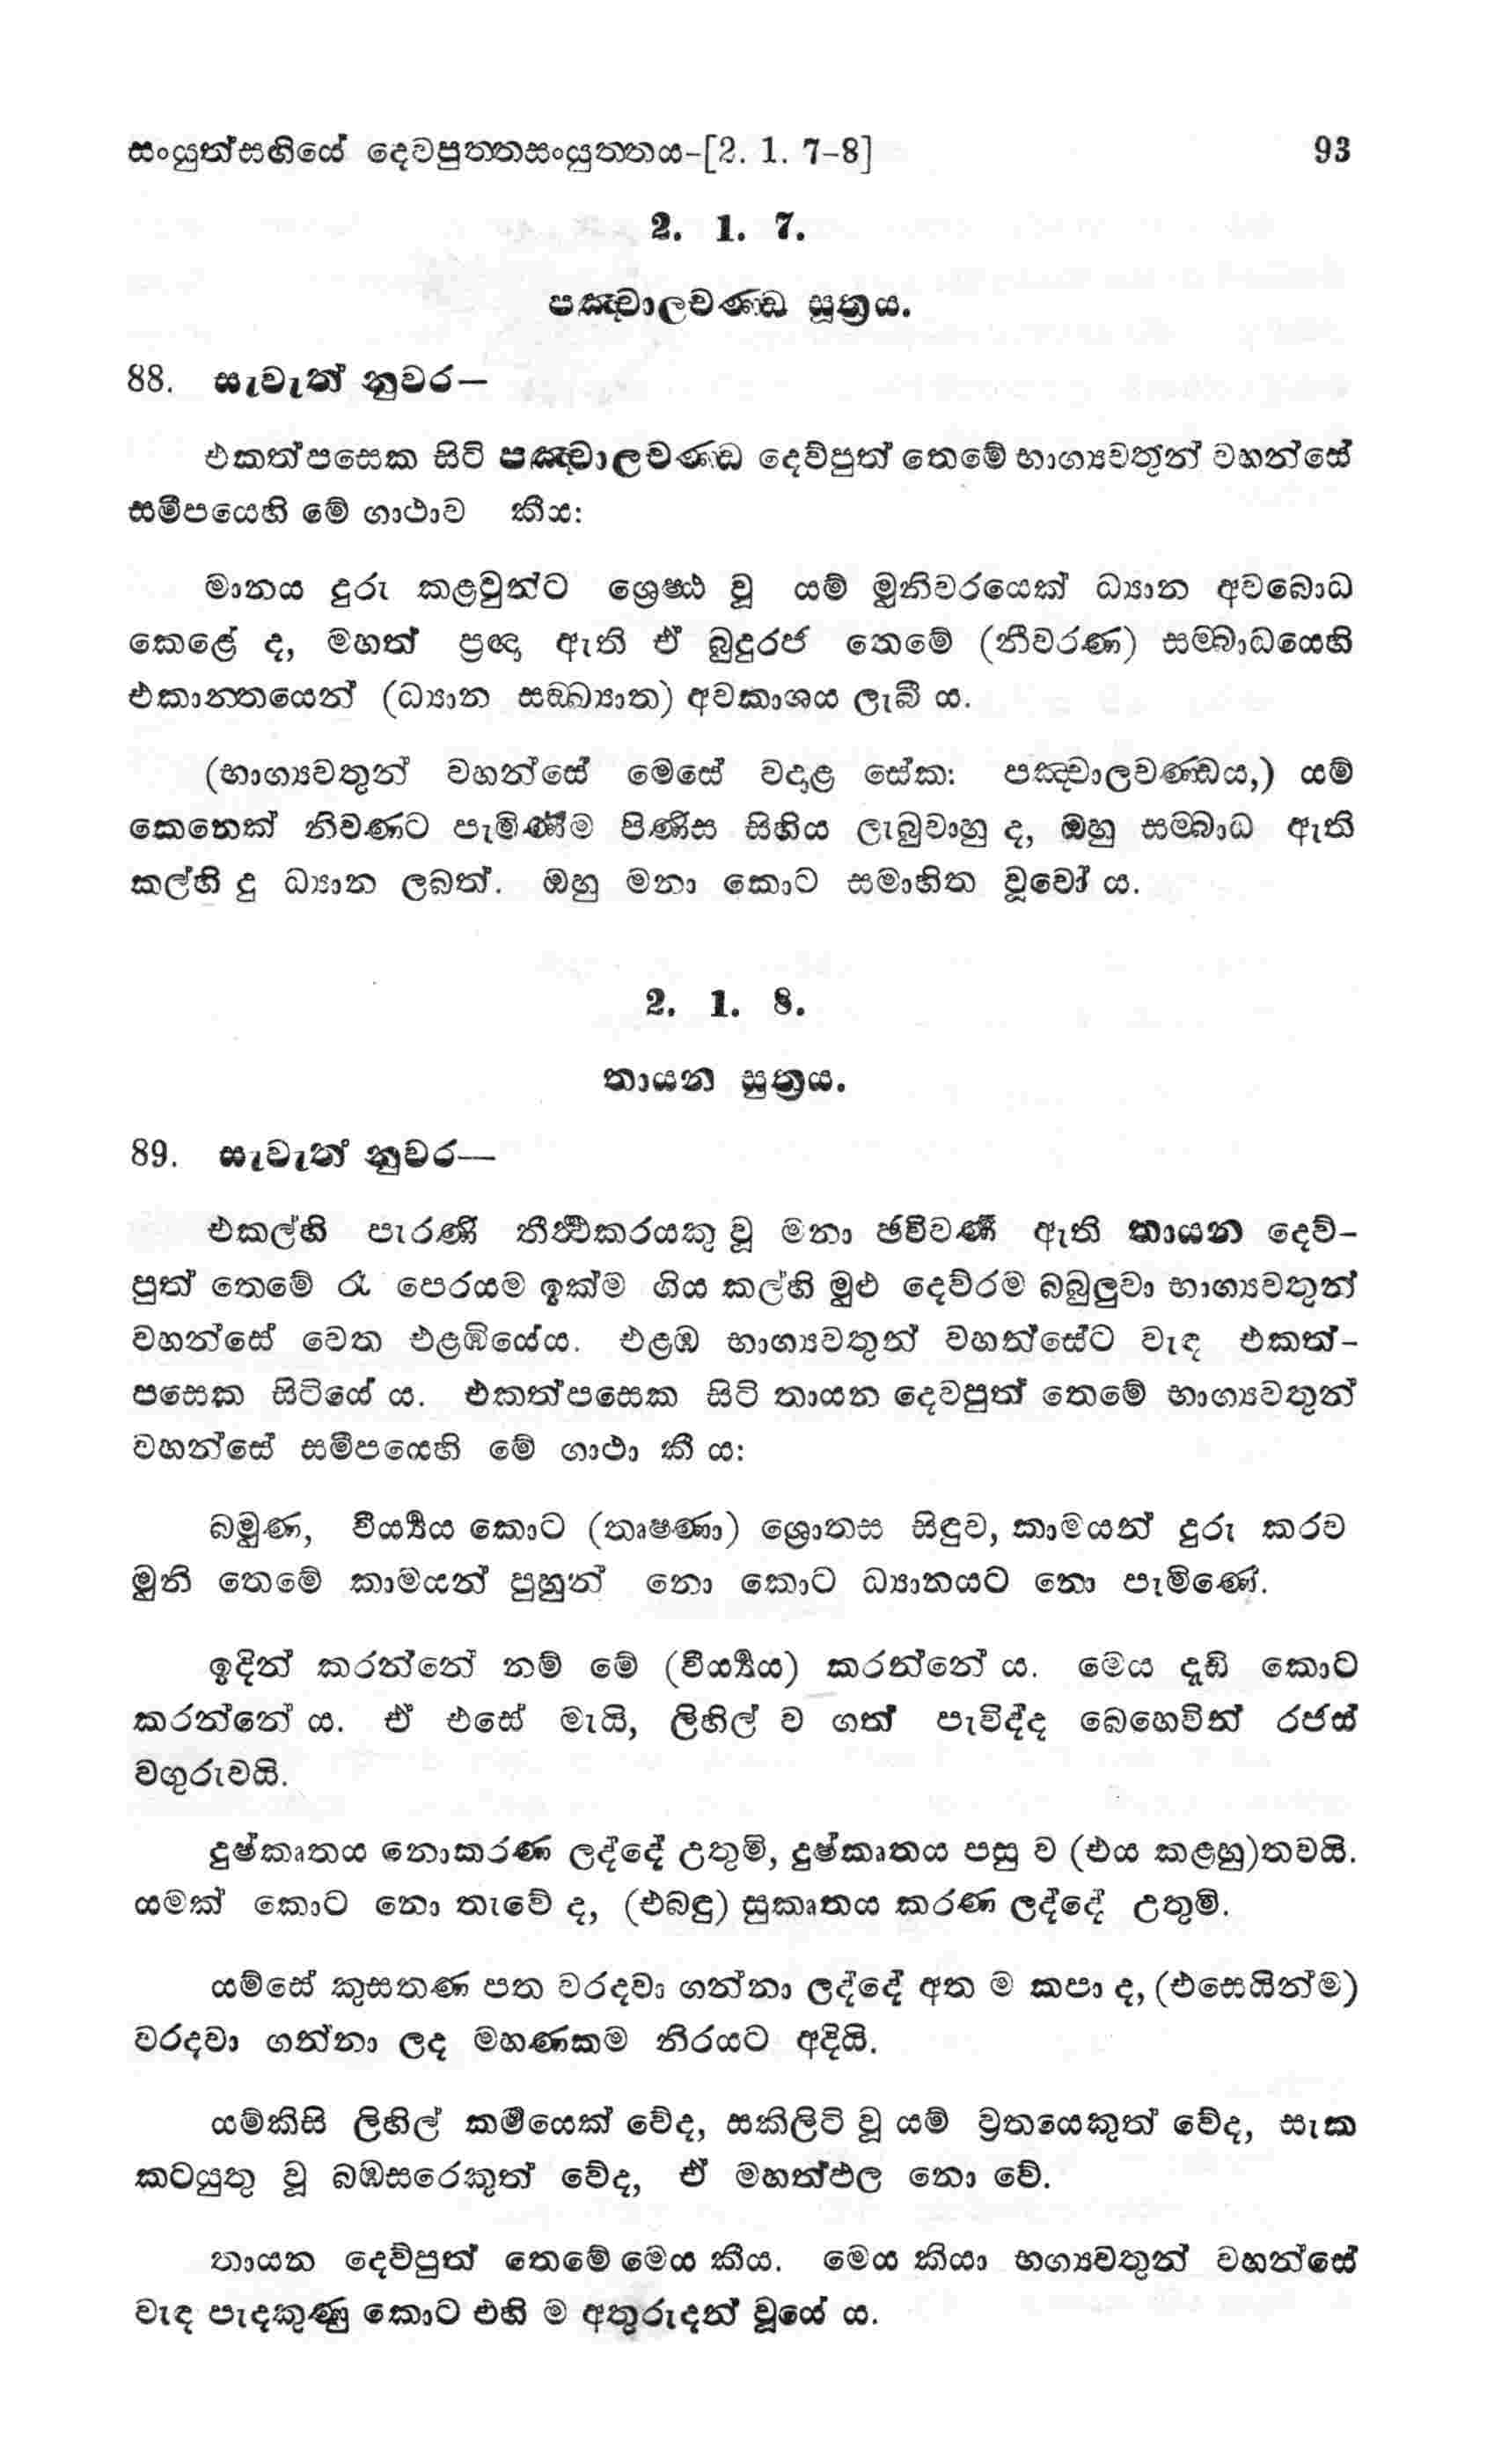 සංයුත්සඟියේ දෙවපුත්තසංයුත්තය-[2. 1. 7-8] 93
2. 1. 7.
පඤ්චාලචණ්ඩ සූත්‍රය.
88. සැවැත් නුවර—
එකත්පසෙක සිටි පඤ්චාලචණ්ඩ දෙව්පුත් තෙමේ භාග්‍යවතුන් වහන්සේ
සමීපයෙහි මේ ගාථාව කීය:
මානය දුරු කළවුන්ට ශ්‍රෙෂ්ඨ වූ යම් මුනිවරයෙක් ධ්‍යාන අවබොධ
කෙළේ ද, මහත් ප්‍රඥා ඇති ඒ බුදුරජ තෙමේ (නීවරණ) සම්බාධයෙහි
එකාන්තයෙන් (ධ්‍යාන සඞ්ඛ්‍යාත) අවකාශය ලැබී ය.
(භාග්‍යවතුන් වහන්සේ මෙසේ වදාළ සේක: පඤ්චාලචණ්ඩය,) යම්
කෙනෙක් නිවණට පැමිණීම පිණිස සිහිය ලැබුවාහු ද, ඔහු සම්බාධ ඇති
කල්හි දු ධ්‍යාන ලබත්. ඔහු මනා කොට සමාහිත වූවෝ ය.
2. 1. 8.
තායන සුත්‍රය.
89. සැවැත් නුවර—
එකල්හි පැරණි තීර්ථකරයකු වූ මනා ඡවිවර්ණ ඇති තායන දෙව්-
පුත් තෙමේ රෑ පෙරයම ඉක්ම ගිය කල්හි මුළු දෙව්රම බබුලුවා භාග්‍යවතුන්
වහන්සේ වෙත එළඹියේය. එළඹ භාග්‍යවතුන් වහන්සේට වැඳ එකත්-
පසෙක සිටියේ ය. එකත්පසෙක සිටි තායන දෙවපුත් තෙමේ භාග්‍යවතුන්
වහන්සේ සමීපයෙහි මේ ගාථා කී ය:
බමුණ, වීර්‍ය්‍යය කොට (තෘෂ්ණා) ශ්‍රොතස සිඳුව, කාමයන් දුරු කරව
මුනි තෙමේ කාමයන් පුහුන් නො කොට ධ්‍යානයට නො පැමිණේ.
ඉදින් කරන්නේ නම් මේ (වීර්‍ය්‍යය) කරන්නේ ය. මෙය දැඩි කොට
කරන්නේ ය. ඒ එසේ මැයි, ලිහිල් ව ගත් පැවිද්ද බෙහෙවින් රජස්
වගුරුවයි.
දුෂ්කෘතය නොකරණ ලද්දේ උතුමි, දුෂ්කෘතය පසු ව (එය කළහු)තවයි.
යමක් කොට නො තැවේ ද, (එබඳු) සුකෘතය කරණ ලද්දේ උතුමි.
යම්සේ කුසතණ පත වරදවා ගන්නා ලද්දේ අත ම කපා ද, (එසෙයින්ම)
වරදවා ගන්නා ලද මහණකම නිරයට අදියි.
යම්කිසි ලිහිල් කර්මයෙක් වේද, සකිලිටි වූ යම් ව්‍රතයෙකුත් වේද, සැක
කටයුතු වූ බඹසරෙකුත් වේද, ඒ මහත්ඵල නො වේ.
තායන දෙව්පුත් තෙමේ මෙය කීය. මෙය කියා භග්‍යවතුන් වහන්සේ
වැඳ පැදකුණු කොට එහි ම අතුරුදන් වූයේ ය.